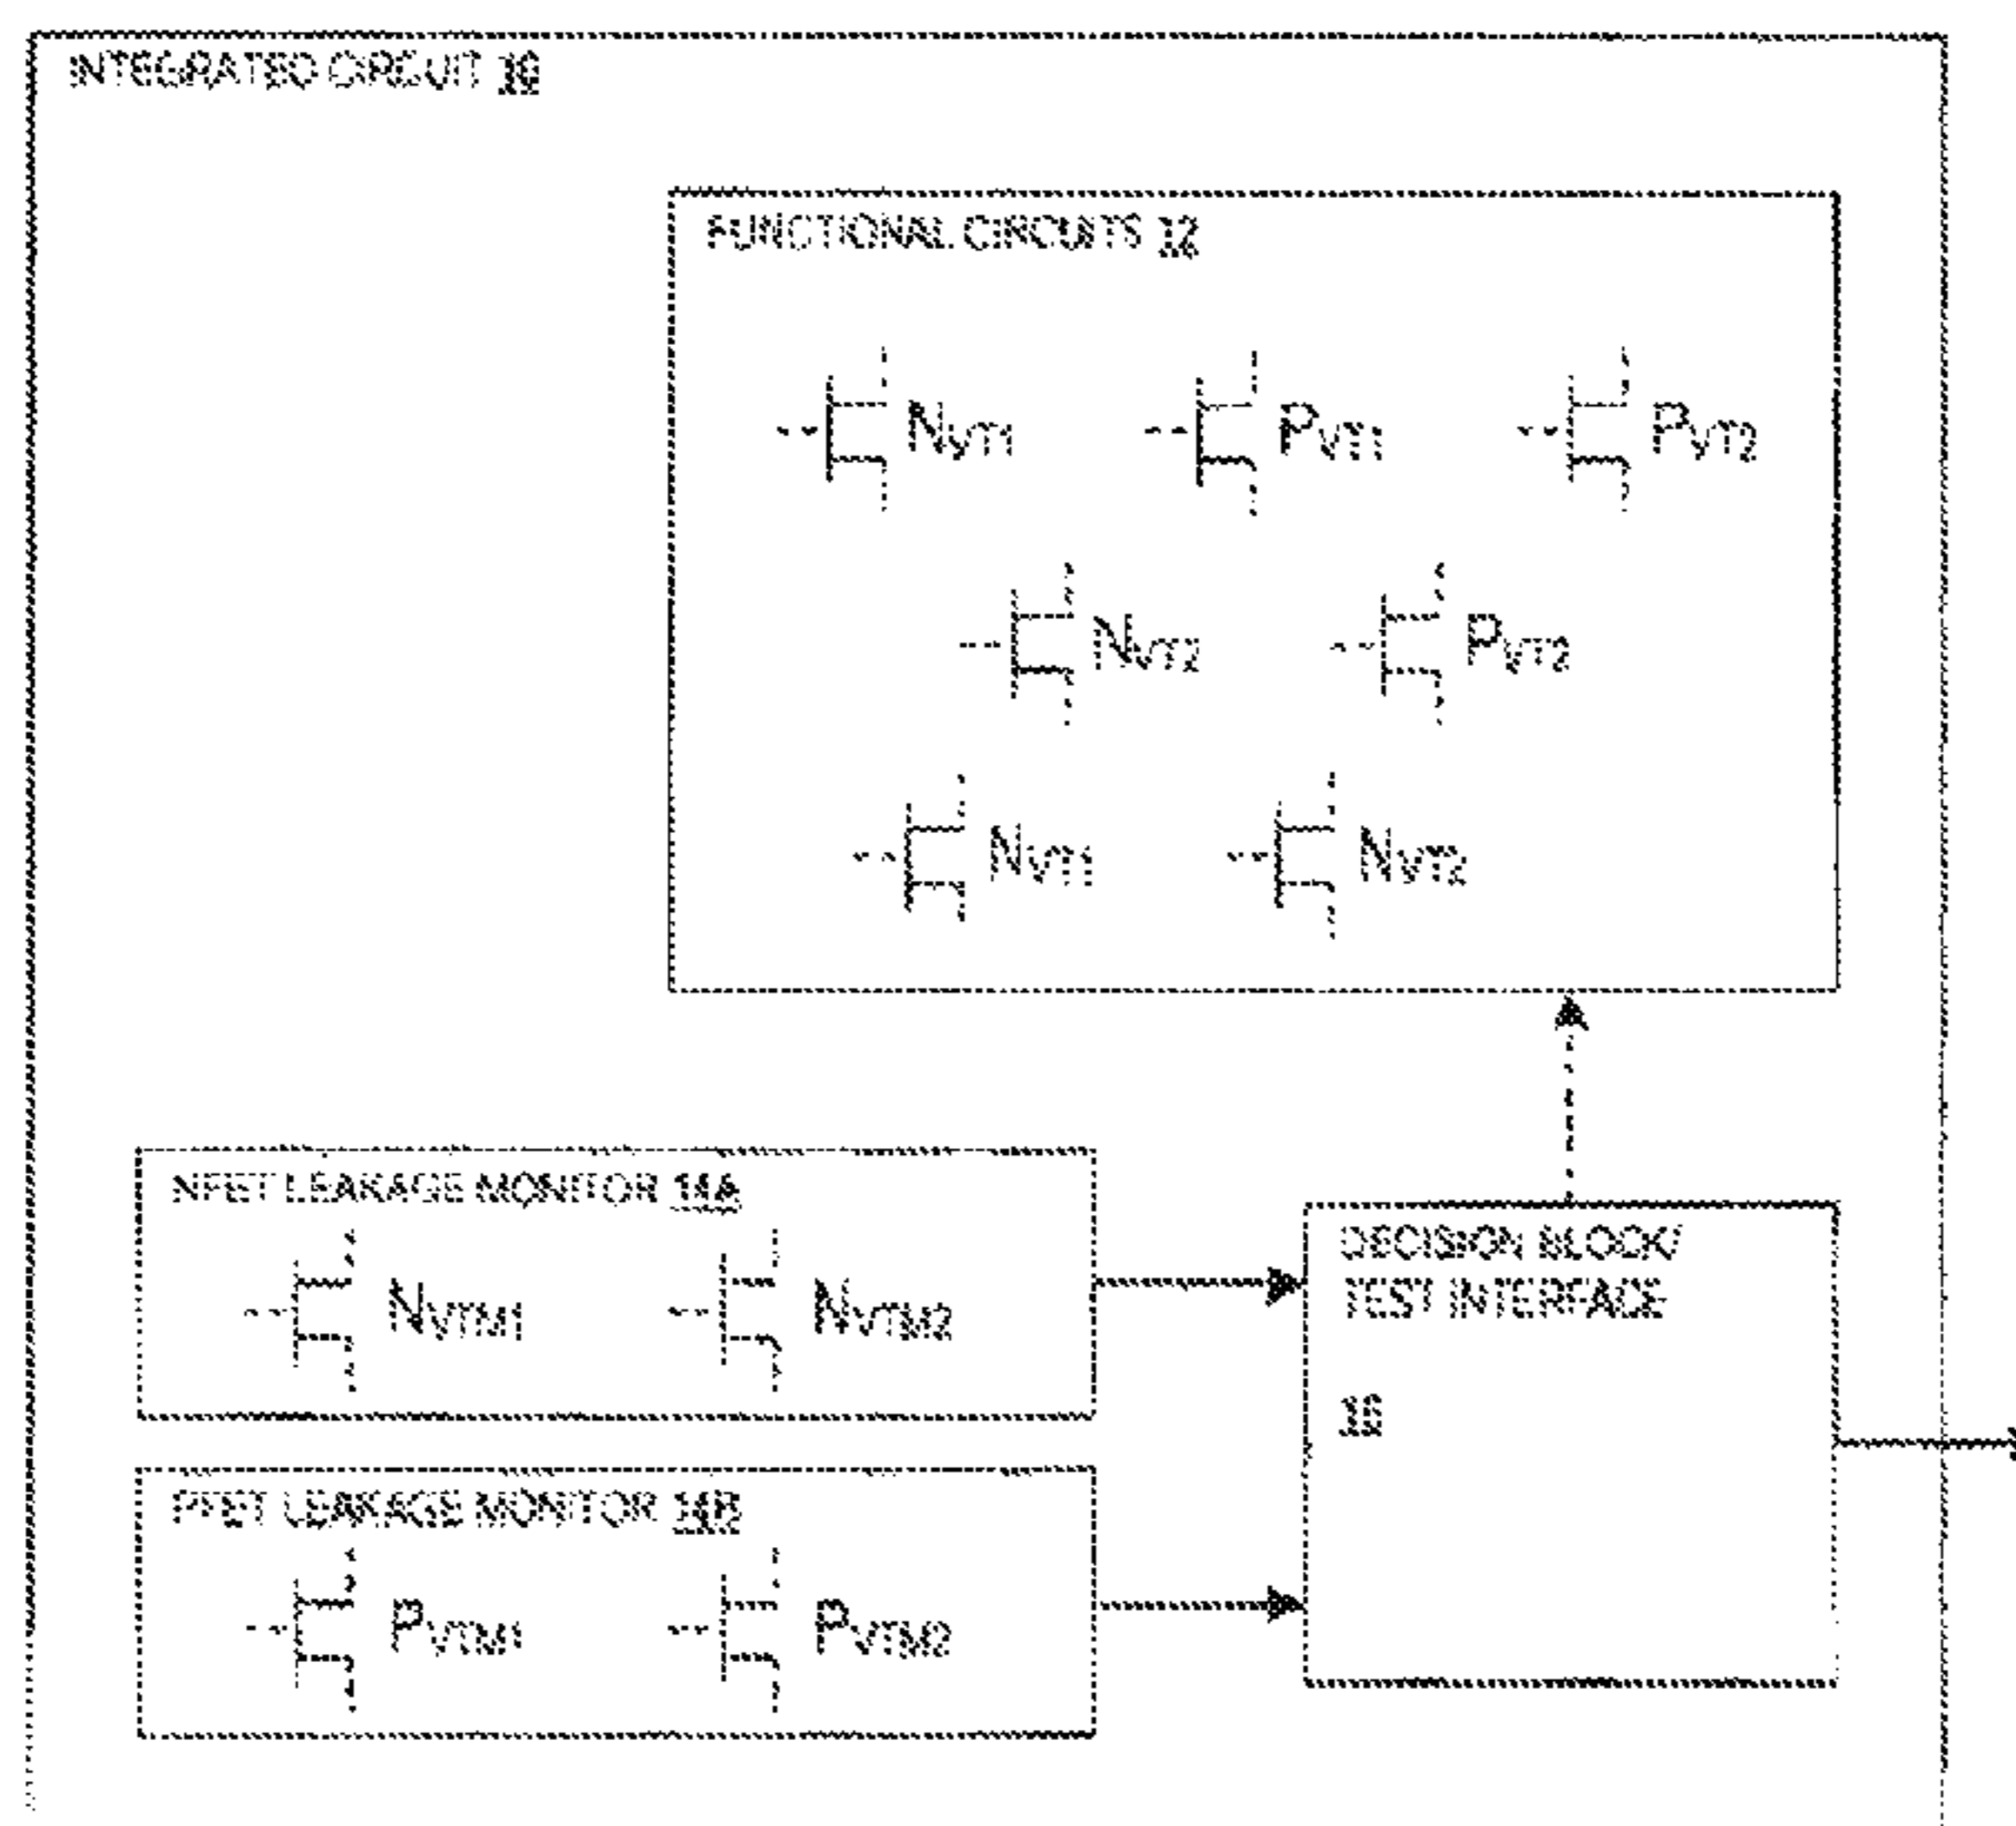 INTEGRATED CIRCUIT 10
FUNCTIONAL CIRCUITS 12
NVT1 PVT1 PVT2
NVT2 PVT2
NVT1 NVT2
NFET LEAKAGE MONITOR 14A
NVTM1 NVTM2
DECISION BLOCK/
TEST INTERFACE
16
PFET LEAKAGE MONITOR 14B
PVTM1 PVTM2